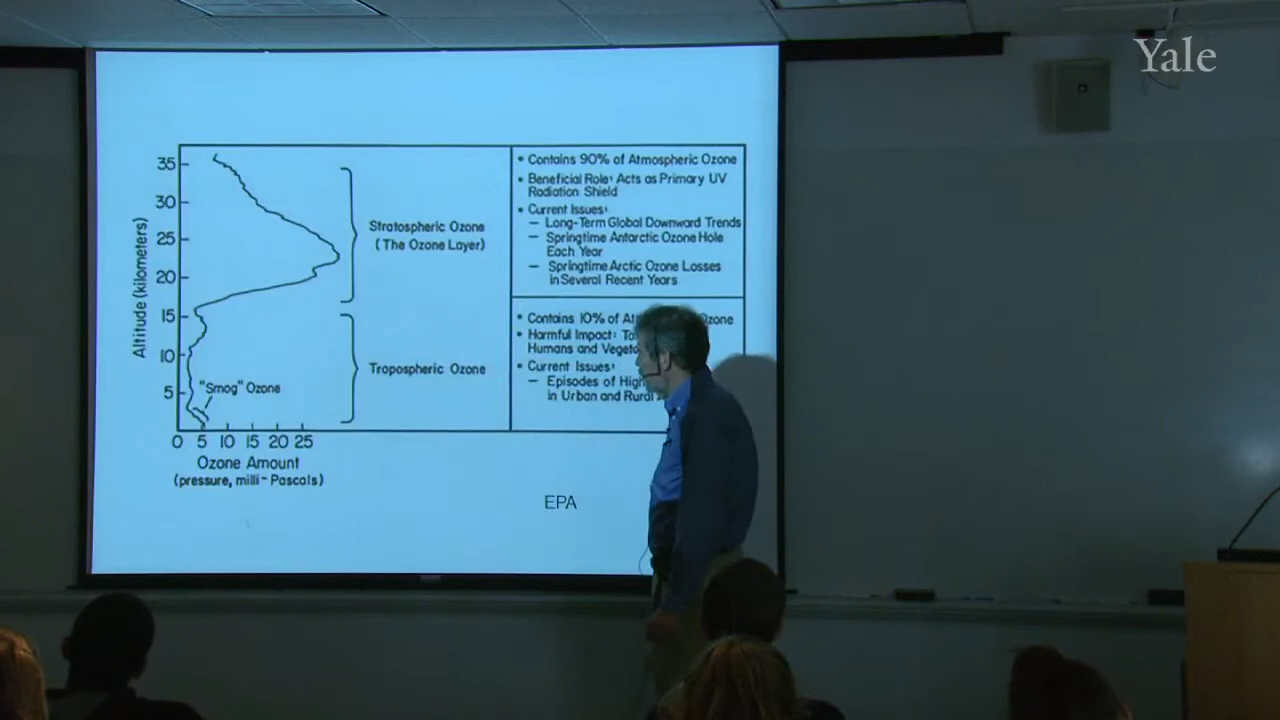 Yale
35
30
25
20
15
10
5
Altitude (kilometers)
0 5 10 15 20 25
Ozone Amount
(pressure, milli-Pascals)
"Smog" Ozone
Stratospheric Ozone
(The Ozone Layer)
Tropospheric Ozone
• Contains 90% of Atmospheric Ozone
• Beneficial Role: Acts as Primary UV
Radiation Shield
• Current Issues:
– Long-Term Global Downward Trends
– Springtime Antarctic Ozone Hole
Each Year
– Springtime Arctic Ozone Losses
in Several Recent Years
• Contains 10% of
• Harmful Impact:
Humans and
• Current Issues:
– Episodes of High
in Urban and Rural
EPA